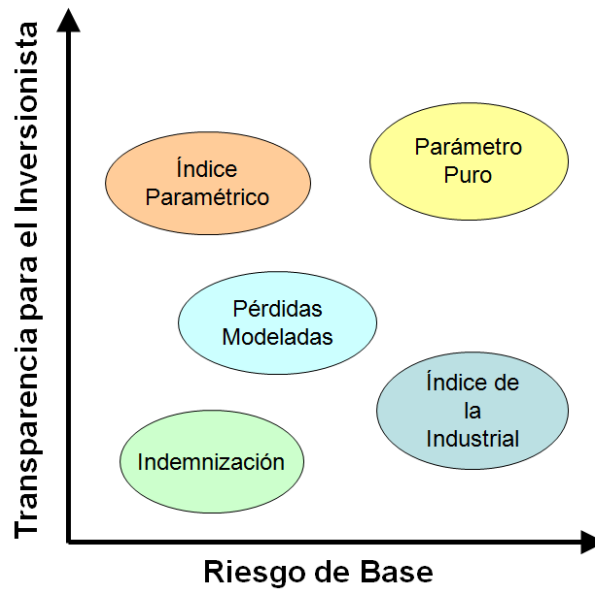 Transparencia para el Inversionista
Índice
Paramétrico
Parámetro
Puro
Pérdidas
Modeladas
Índice de
la
Industrial
Indemnización
Riesgo de Base